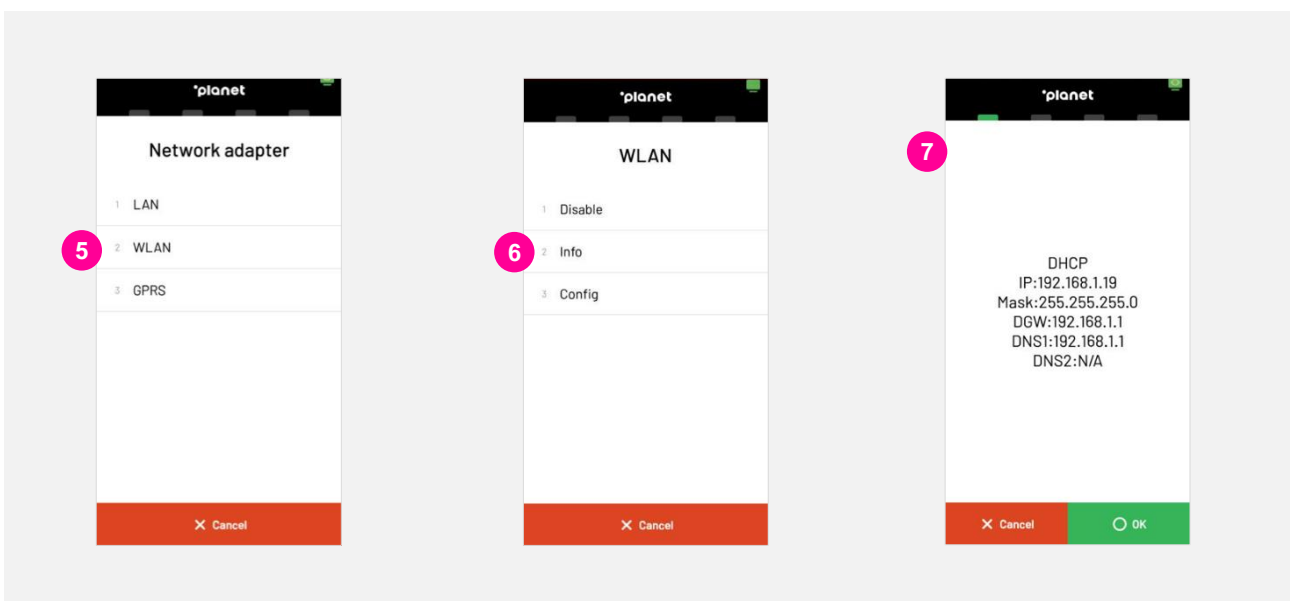 planet
Network adapter
1 LAN
5
2 WLAN
3 GPRS
X Cancel
planet
WLAN
1 Disable
6
2 Info
3 Config
X Cancel
planet
7
DHCP
IP:192.168.1.19
Mask:255.255.255.0
DGW:192.168.1.1
DNS1:192.168.1.1
DNS2:N/A
X Cancel
O OK